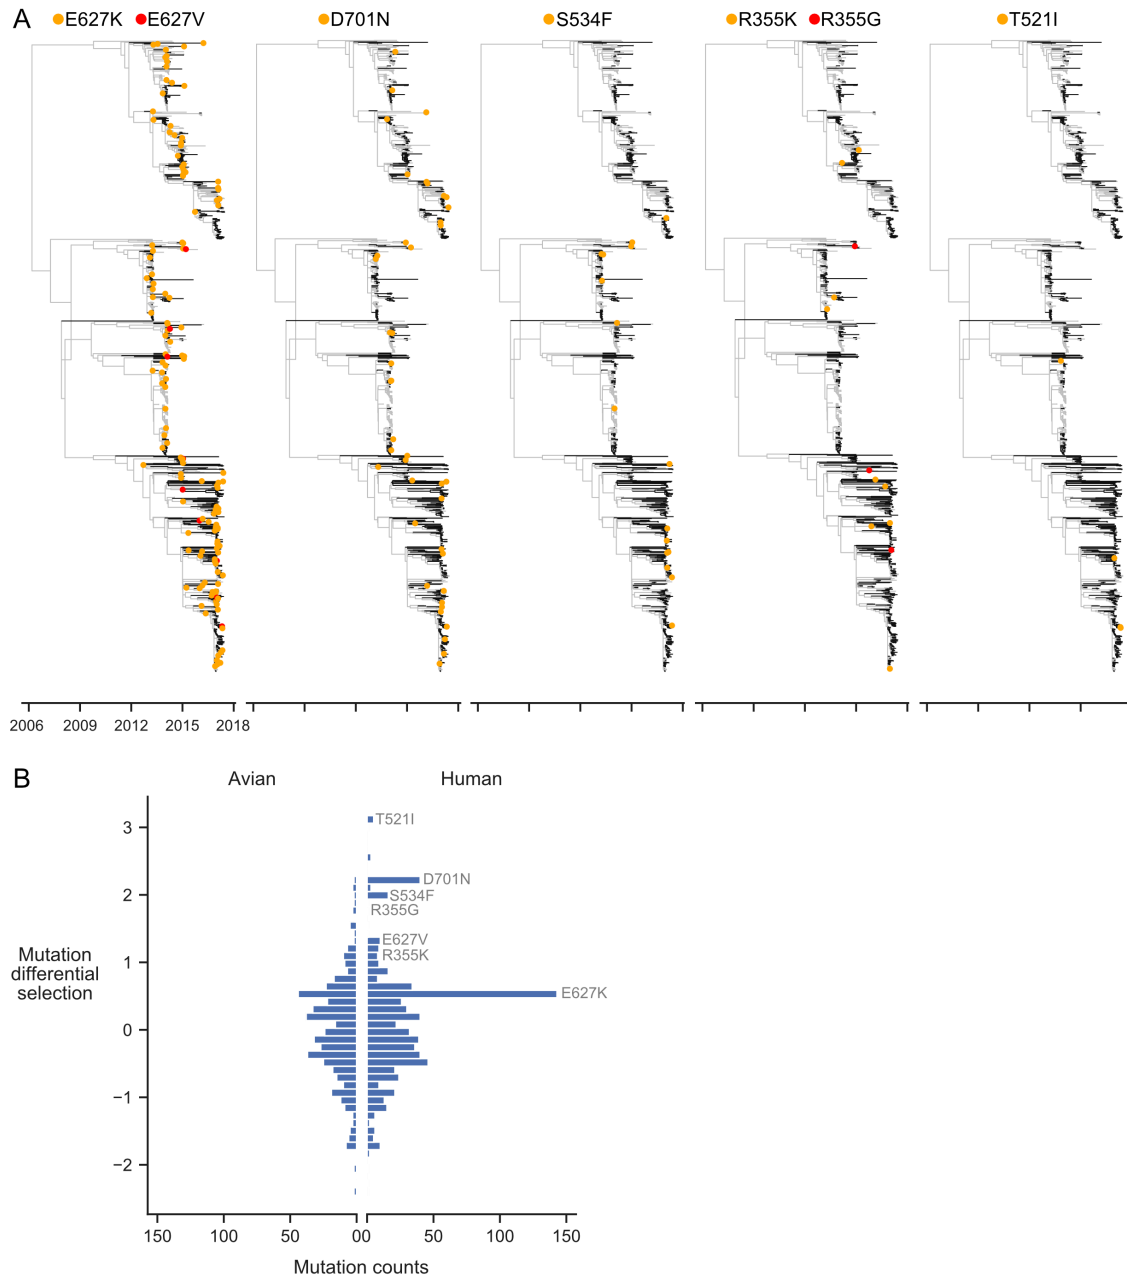 A
E627K E627V D701N S534F R355K R355G T521I
2006 2009 2012 2015 2018
B
Avian Human
3
T521I
D701N
2
S534F
R355G
E627V
R355K
1
Mutation
differential
selection
E627K
0
−1
−2
150 100 50 0 0 50 100 150
Mutation counts